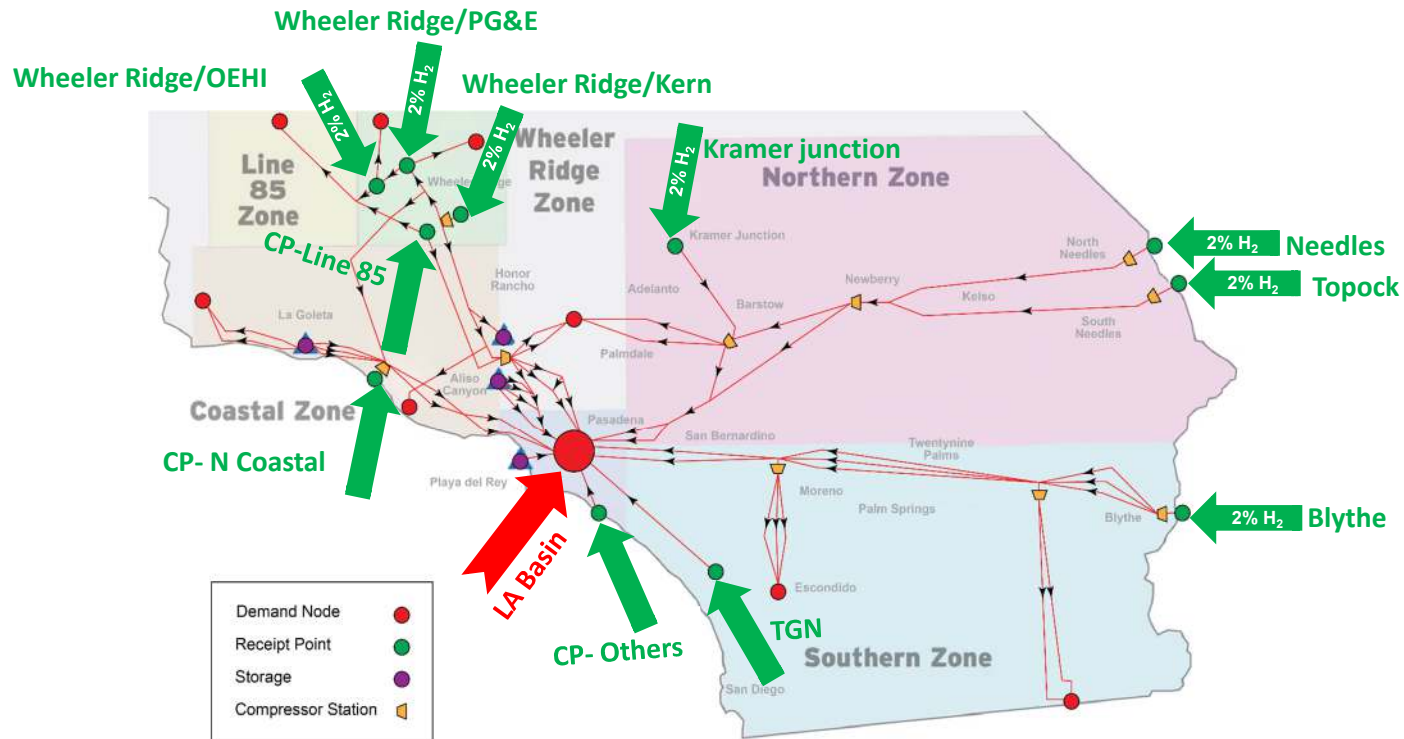 Wheeler Ridge/PG&E
Wheeler Ridge/OEHI
Wheeler Ridge/Kern
2% H₂
2% H₂
2% H₂
2% H₂
Kramer junction
Line
85
Zone
Wheeler
Ridge
Zone
Northern Zone
CP-Line 85
Kramer Junction
North
Needles
2% H₂
Needles
2% H₂
Topock
Honor
Rancho
Adelanto
Barstow
Newberry
Kelso
South
Needles
La Goleta
Palmdale
Aliso
Canyon
Coastal Zone
Pasadena
San Bernardino
Twentynine
Palms
CP- N Coastal
Playa del Rey
Moreno
Palm Springs
Blythe
2% H₂
Blythe
LA Basin
Escondido
CP- Others
TGN
Southern Zone
San Diego
Demand Node
Receipt Point
Storage
Compressor Station